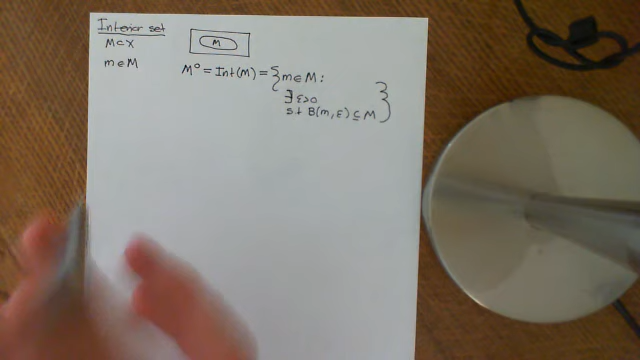 Interior set
M⊂X
M
m∈M
M° = Int(M) = { m∈M :
∃ ε>0
s.t B(m, ε) ⊆ M }